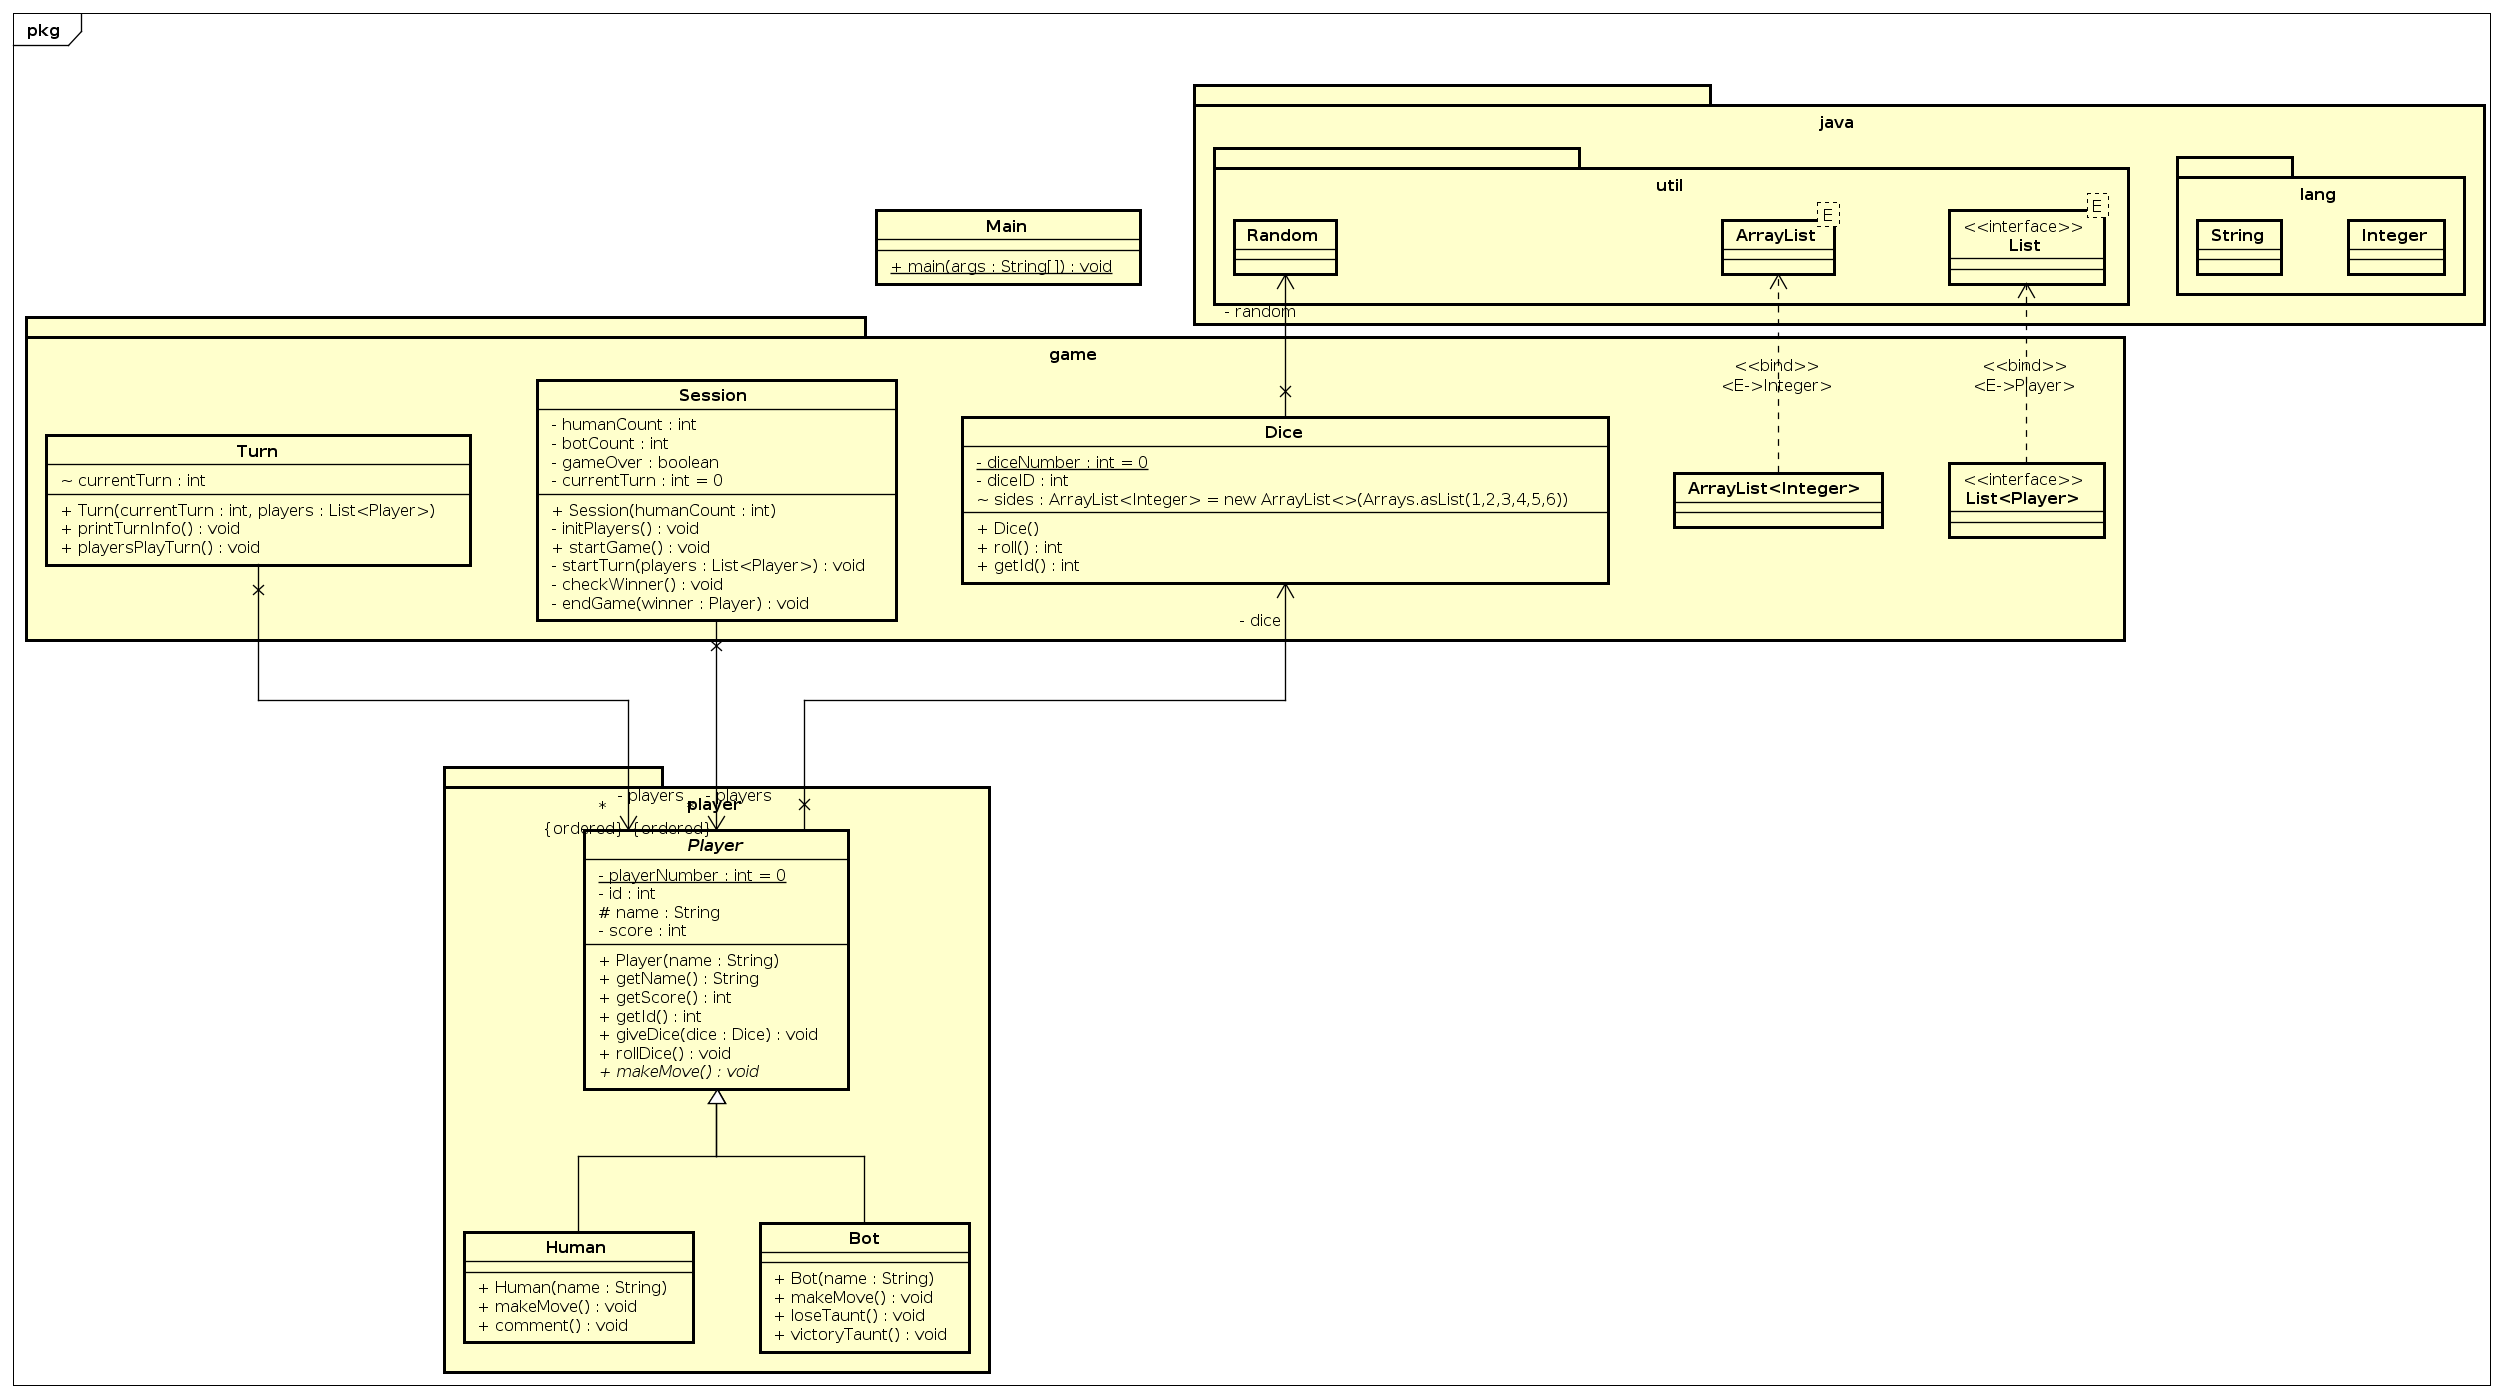 pkg
java
util
lang
Random
ArrayList
E
<<interface>>
List
E
String
Integer
Main
+ main(args : String[]) : void
- random
game
<<bind>>
<E->Integer>
<<bind>>
<E->Player>
Turn
~ currentTurn : int
+ Turn(currentTurn : int, players : List<Player>)
+ printTurnInfo() : void
+ playersPlayTurn() : void
Session
- humanCount : int
- botCount : int
- gameOver : boolean
- currentTurn : int = 0
+ Session(humanCount : int)
- initPlayers() : void
+ startGame() : void
- startTurn(players : List<Player>) : void
- checkWinner() : void
- endGame(winner : Player) : void
Dice
- diceNumber : int = 0
- diceID : int
~ sides : ArrayList<Integer> = new ArrayList<>(Arrays.asList(1,2,3,4,5,6))
+ Dice()
+ roll() : int
+ getId() : int
ArrayList<Integer>
<<interface>>
List<Player>
- dice
- players
- players
*
*
player
{ordered}
{ordered}
Player
- playerNumber : int = 0
- id : int
# name : String
- score : int
+ Player(name : String)
+ getName() : String
+ getScore() : int
+ getId() : int
+ giveDice(dice : Dice) : void
+ rollDice() : void
+ makeMove() : void
Human
+ Human(name : String)
+ makeMove() : void
+ comment() : void
Bot
+ Bot(name : String)
+ makeMove() : void
+ loseTaunt() : void
+ victoryTaunt() : void